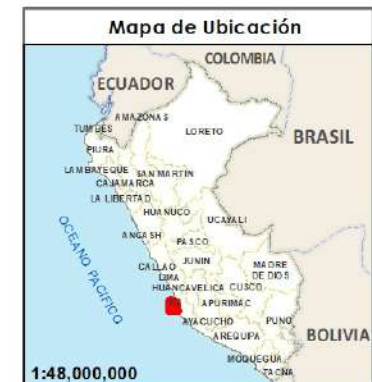 Mapa de Ubicación
COLOMBIA
ECUADOR
AMAZONAS
TUMBES
LORETO
PIURA
BRASIL
LAMBAYEQUE
SAN MARTIN
CAJAMARCA
LA LIBERTAD
HUANUCO
UCAYALI
ANCASH
PASCO
OCEANO PACIFICO
JUNIN
CALLAO
LIMA
MADRE
DE DIOS
HUANCAVELICA
CUSCO
APURIMAC
AYACUCHO
PUNO
AREQUIPA
BOLIVIA
MOQUEGUA
TACNA
1:48,000,000